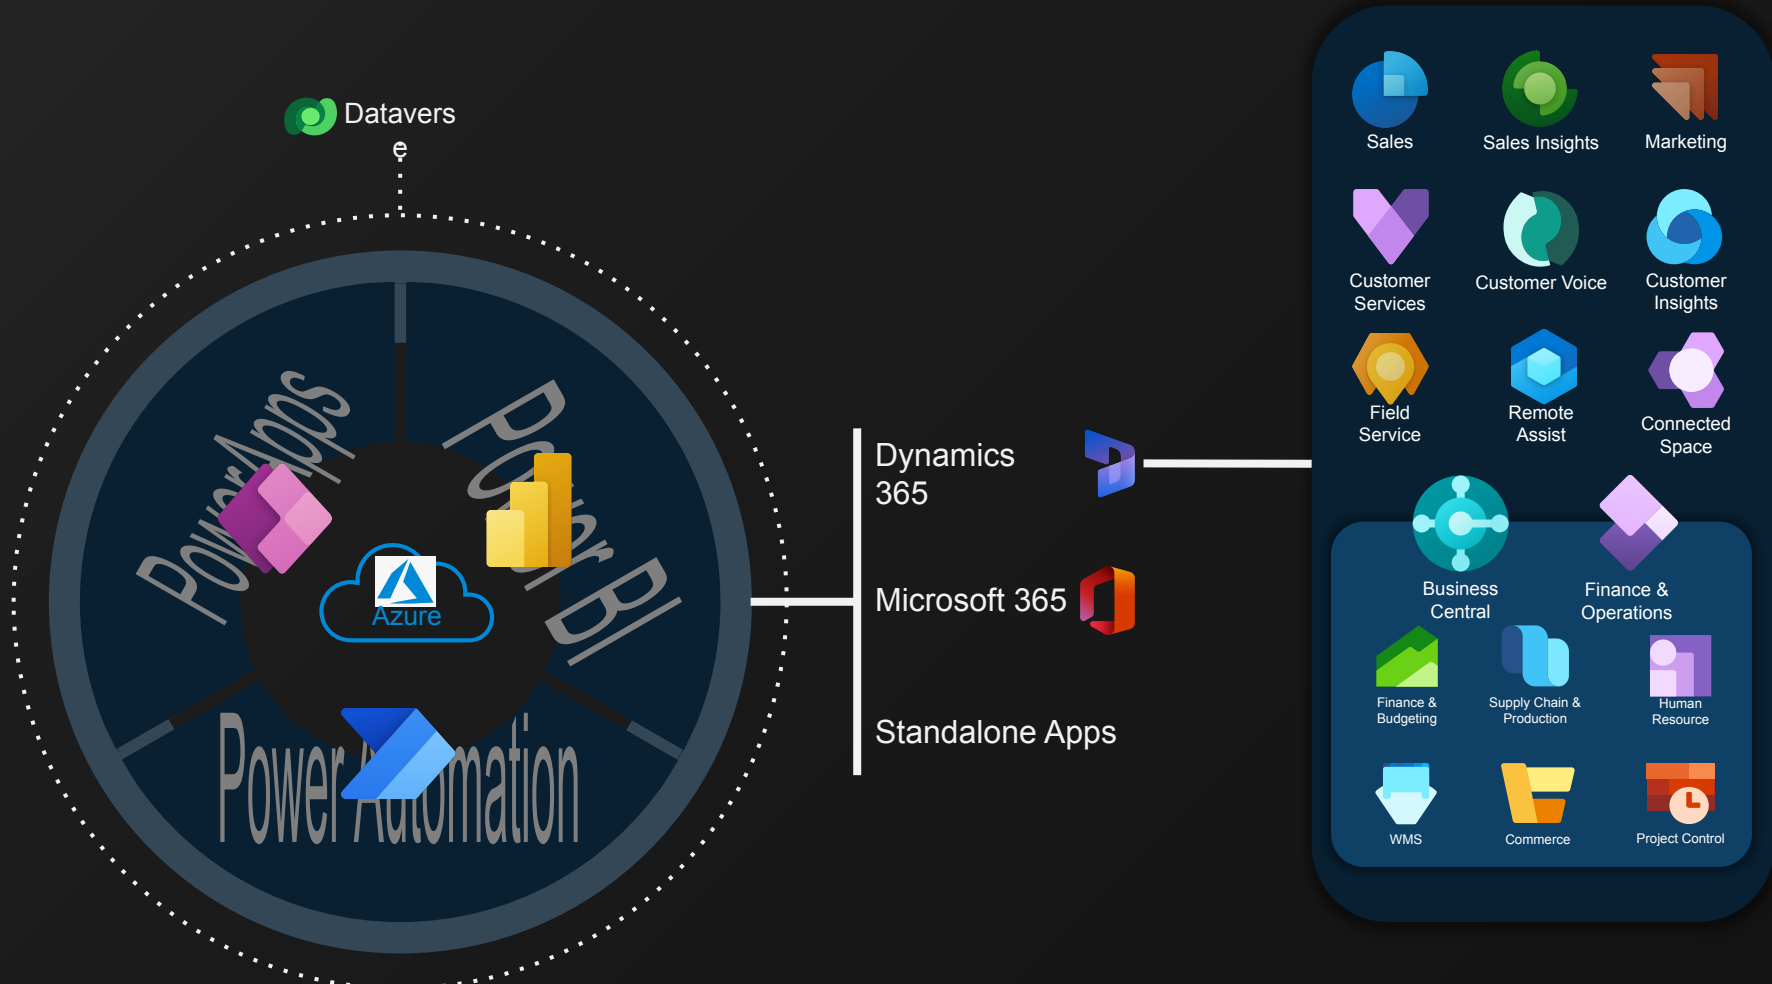 Datavers
e
Power Apps
Power BI
Azure
Power Automation
Dynamics
365
Microsoft 365
Standalone Apps
Sales
Sales Insights
Marketing
Customer
Services
Customer Voice
Customer
Insights
Field
Service
Remote
Assist
Connected
Space
Business
Central
Finance &
Operations
Finance &
Budgeting
Supply Chain &
Production
Human
Resource
WMS
Commerce
Project Control